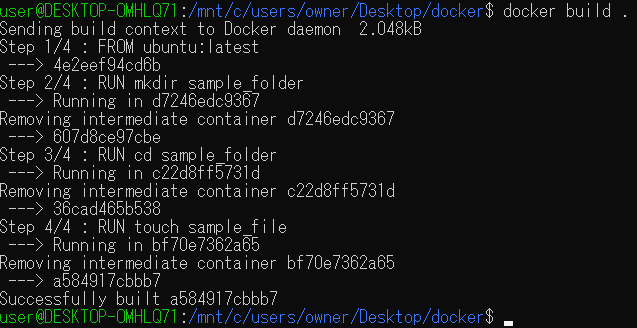 user@DESKTOP-OMHLQ71:/mnt/c/users/owner/Desktop/docker$ docker build .
Sending build context to Docker daemon  2.048kB
Step 1/4 : FROM ubuntu:latest
 ---> 4e2eef94cd6b
Step 2/4 : RUN mkdir sample_folder
 ---> Running in d7246edc9367
Removing intermediate container d7246edc9367
 ---> 607d8ce97cbe
Step 3/4 : RUN cd sample_folder
 ---> Running in c22d8ff5731d
Removing intermediate container c22d8ff5731d
 ---> 36cad465b538
Step 4/4 : RUN touch sample_file
 ---> Running in bf70e7362a65
Removing intermediate container bf70e7362a65
 ---> a584917cbbb7
Successfully built a584917cbbb7
user@DESKTOP-OMHLQ71:/mnt/c/users/owner/Desktop/docker$